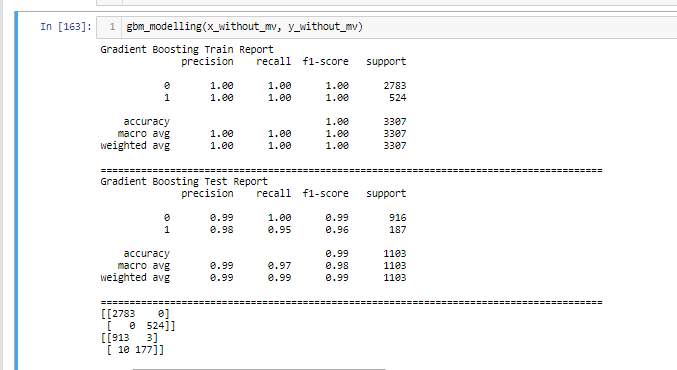 In [163]: 1 gbm_modelling(x_without_mv, y_without_mv)
Gradient Boosting Train Report
precision recall f1-score support
0 1.00 1.00 1.00 2783
1 1.00 1.00 1.00 524
accuracy 1.00 3307
macro avg 1.00 1.00 1.00 3307
weighted avg 1.00 1.00 1.00 3307
====================================================================================
Gradient Boosting Test Report
precision recall f1-score support
0 0.99 1.00 0.99 916
1 0.98 0.95 0.96 187
accuracy 0.99 1103
macro avg 0.99 0.97 0.98 1103
weighted avg 0.99 0.99 0.99 1103
====================================================================================
[[2783 0]
[ 0 524]]
[[913 3]
[ 10 177]]